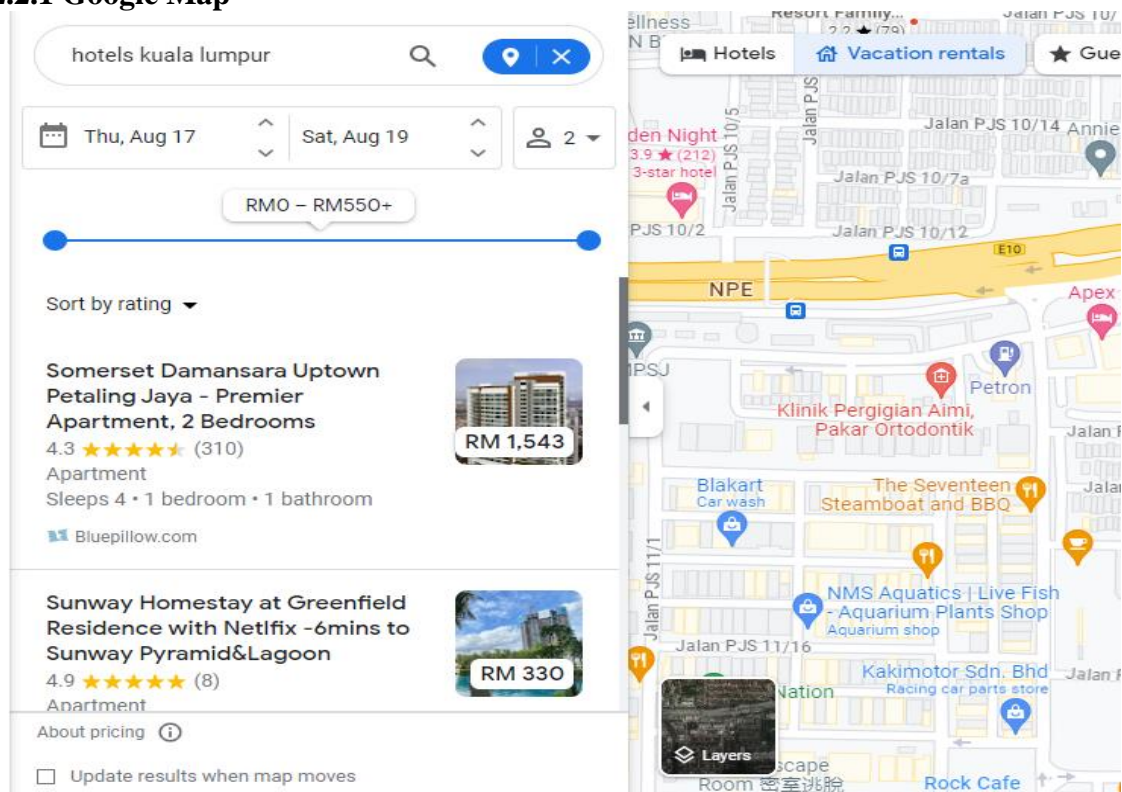 .2.1 Google Map
hotels kuala lumpur
Thu, Aug 17
Sat, Aug 19
2
RM0 – RM550+
Sort by rating
Somerset Damansara Uptown
Petaling Jaya - Premier
Apartment, 2 Bedrooms
4.3 (310)
Apartment
Sleeps 4 • 1 bedroom • 1 bathroom
Bluepillow.com
RM 1,543
Sunway Homestay at Greenfield
Residence with Netlfix -6mins to
Sunway Pyramid&Lagoon
4.9 (8)
Apartment
RM 330
About pricing
Update results when map moves
ellness
N B
Resort Family...
2.2 ★ (79)
Jalan PJS 10/
Hotels
Vacation rentals
Gue
Jalan PJS
Jalan PJS 10/5
Jalan PJS 10/14
Annie
den Night
3.9 ★ (212)
3-star hotel
Jalan PJS 10/7a
PJS 10/2
Jalan PJS 10/12
E10
NPE
Apex
MPSJ
Petron
Klinik Pergigian Aimi,
Pakar Ortodontik
Jalan P
Blakart
Car wash
The Seventeen
Steamboat and BBQ
Jalan
Jalan PJS 11/1
NMS Aquatics | Live Fish
- Aquarium Plants Shop
Aquarium shop
Jalan PJS 11/16
Kakimotor Sdn. Bhd
Racing car parts store
Jalan P
Nation
Layers
scape
Room 密室逃脫
Rock Cafe